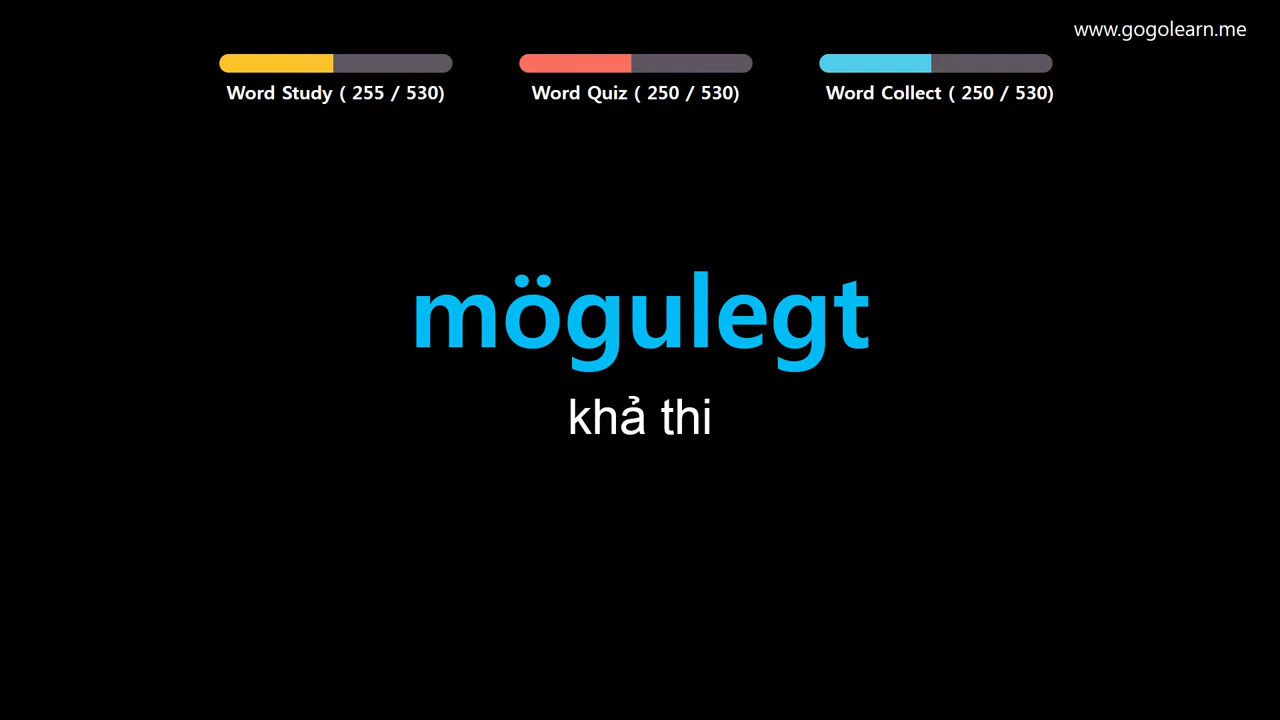 www.gogolearn.me
Word Study ( 255 / 530)
Word Quiz ( 250 / 530)
Word Collect ( 250 / 530)
mögulegt
khả thi